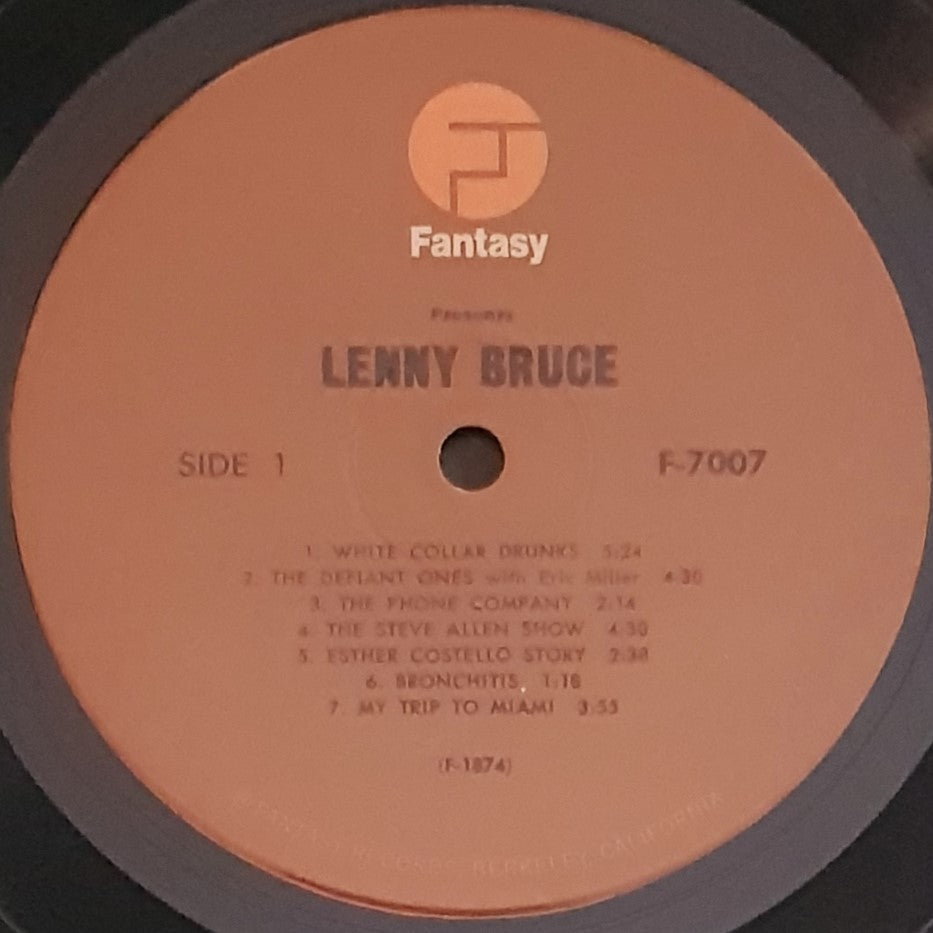 Fantasy
Presents
LENNY BRUCE
SIDE 1
F-7007
1. WHITE COLLAR DRUNKS 5:24
2. THE DEFIANT ONES with Eric Miller 4:30
3. THE PHONE COMPANY 2:14
4. THE STEVE ALLEN SHOW 4:30
5. ESTHER COSTELLO STORY 2:38
6. BRONCHITIS 1:18
7. MY TRIP TO MIAMI 3:55
(F-1874)
FANTASY RECORDS, BERKELEY, CALIFORNIA